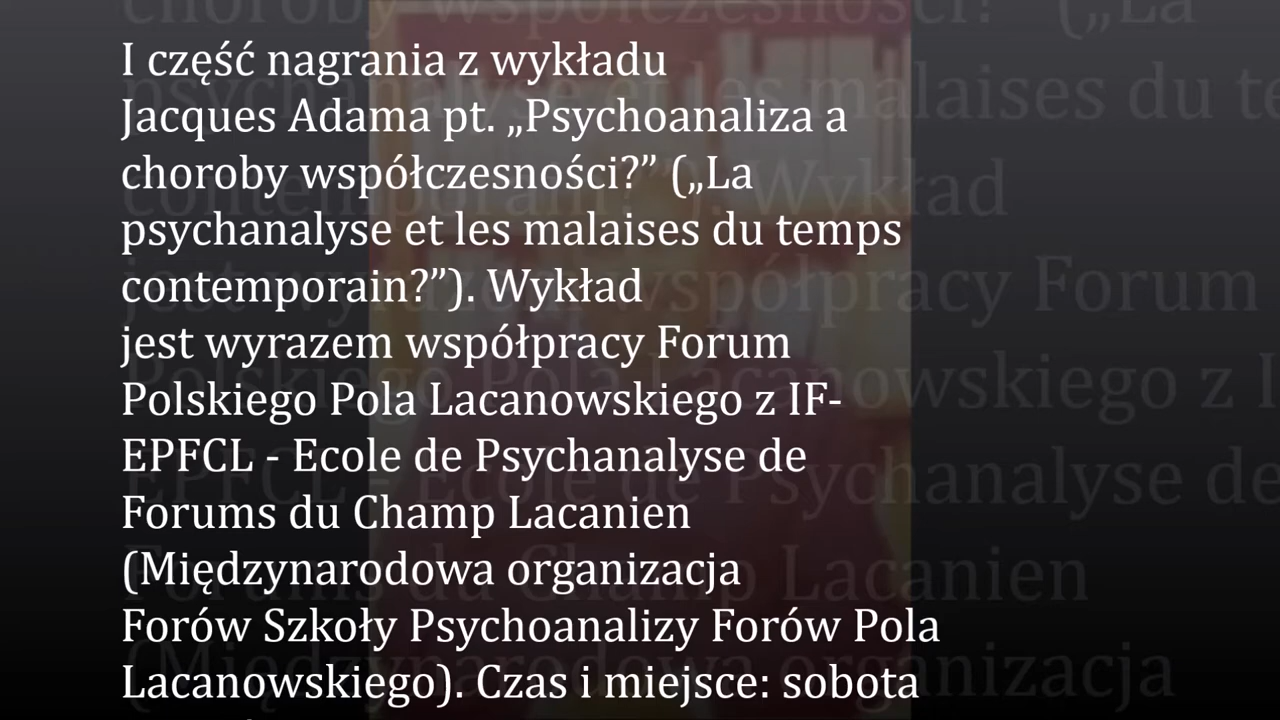 I część nagrania z wykładu
Jacques Adama pt. „Psychoanaliza a
choroby współczesności?” („La
psychanalyse et les malaises du temps
contemporain?”). Wykład
jest wyrazem współpracy Forum
Polskiego Pola Lacanowskiego z IF-
EPFCL - Ecole de Psychanalyse de
Forums du Champ Lacanien
(Międzynarodowa organizacja
Forów Szkoły Psychoanalizy Forów Pola
Lacanowskiego). Czas i miejsce: sobota